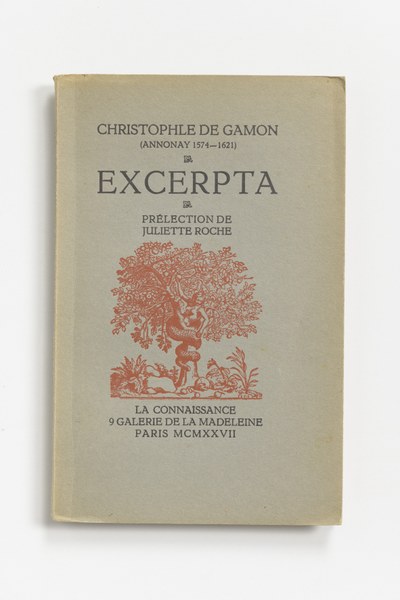 CHRISTOPHLE DE GAMON
(ANNONAY 1574—1621)
EXCERPTA
PRÉLECTION DE
JULIETTE ROCHE
LA CONNAISSANCE
9 GALERIE DE LA MADELEINE
PARIS MCMXXVII